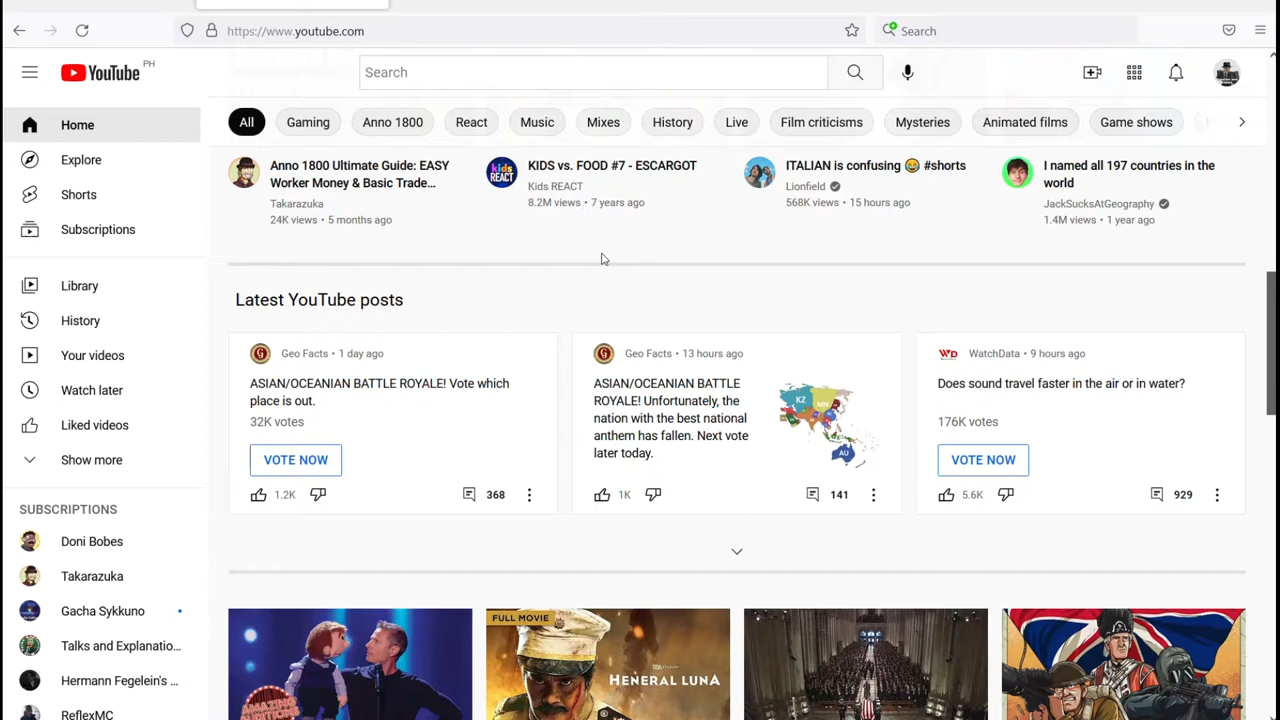 https://www.youtube.com
Search
YouTube PH
Search
All Gaming Anno 1800 React Music Mixes History Live Film criticisms Mysteries Animated films Game shows
Home
Explore
Shorts
Subscriptions
Library
History
Your videos
Watch later
Liked videos
Show more
SUBSCRIPTIONS
Doni Bobes
Takarazuka
Gacha Sykkuno
Talks and Explanatio...
Hermann Fegelein's ...
ReflexMC
Anno 1800 Ultimate Guide: EASY
Worker Money & Basic Trade...
Takarazuka
24K views • 5 months ago
kids REACT
KIDS vs. FOOD #7 - ESCARGOT
Kids REACT
8.2M views • 7 years ago
ITALIAN is confusing 😂 #shorts
Lionfield
568K views • 15 hours ago
I named all 197 countries in the
world
JackSucksAtGeography
1.4M views • 1 year ago
Latest YouTube posts
G
Geo Facts • 1 day ago
ASIAN/OCEANIAN BATTLE ROYALE! Vote which
place is out.
32K votes
VOTE NOW
1.2K 368
G
Geo Facts • 13 hours ago
ASIAN/OCEANIAN BATTLE
ROYALE! Unfortunately, the
nation with the best national
anthem has fallen. Next vote
later today.
KZ
MN
AU
1K 141
WD
WatchData • 9 hours ago
Does sound travel faster in the air or in water?
176K votes
VOTE NOW
5.6K 929
AMAZING
AUDITIONS
FULL MOVIE
HENERAL LUNA